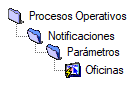 Procesos Operativos
Notificaciones
Parámetros
Oficinas